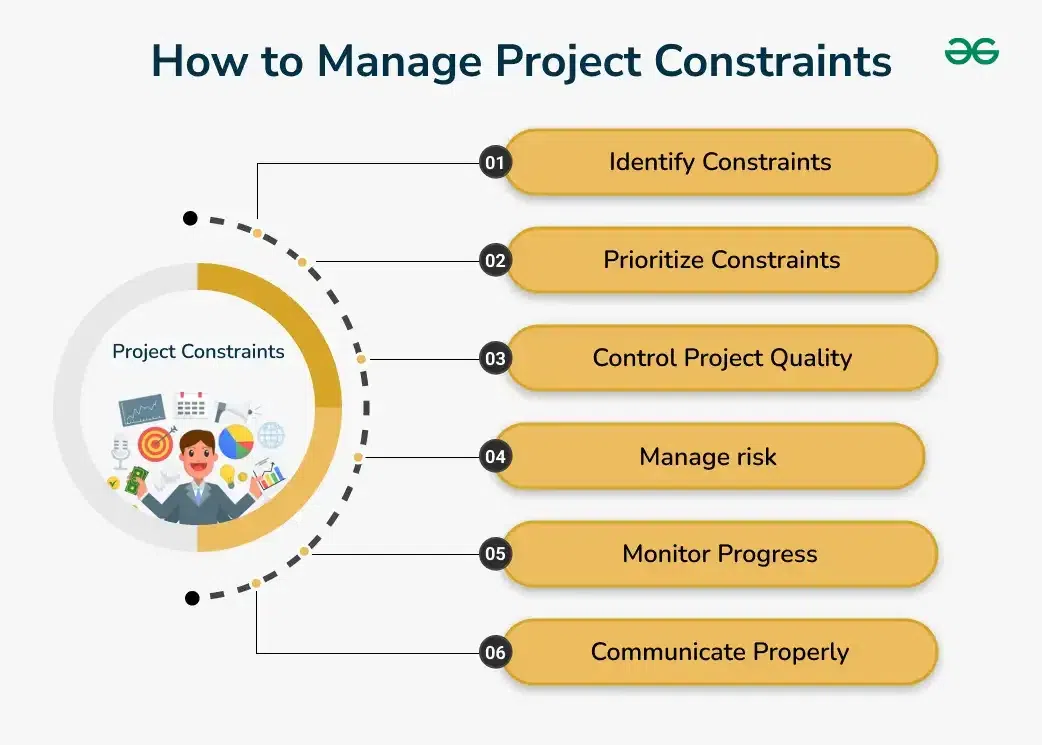 How to Manage Project Constraints
Project Constraints
01
Identify Constraints
02
Prioritize Constraints
03
Control Project Quality
04
Manage risk
05
Monitor Progress
06
Communicate Properly